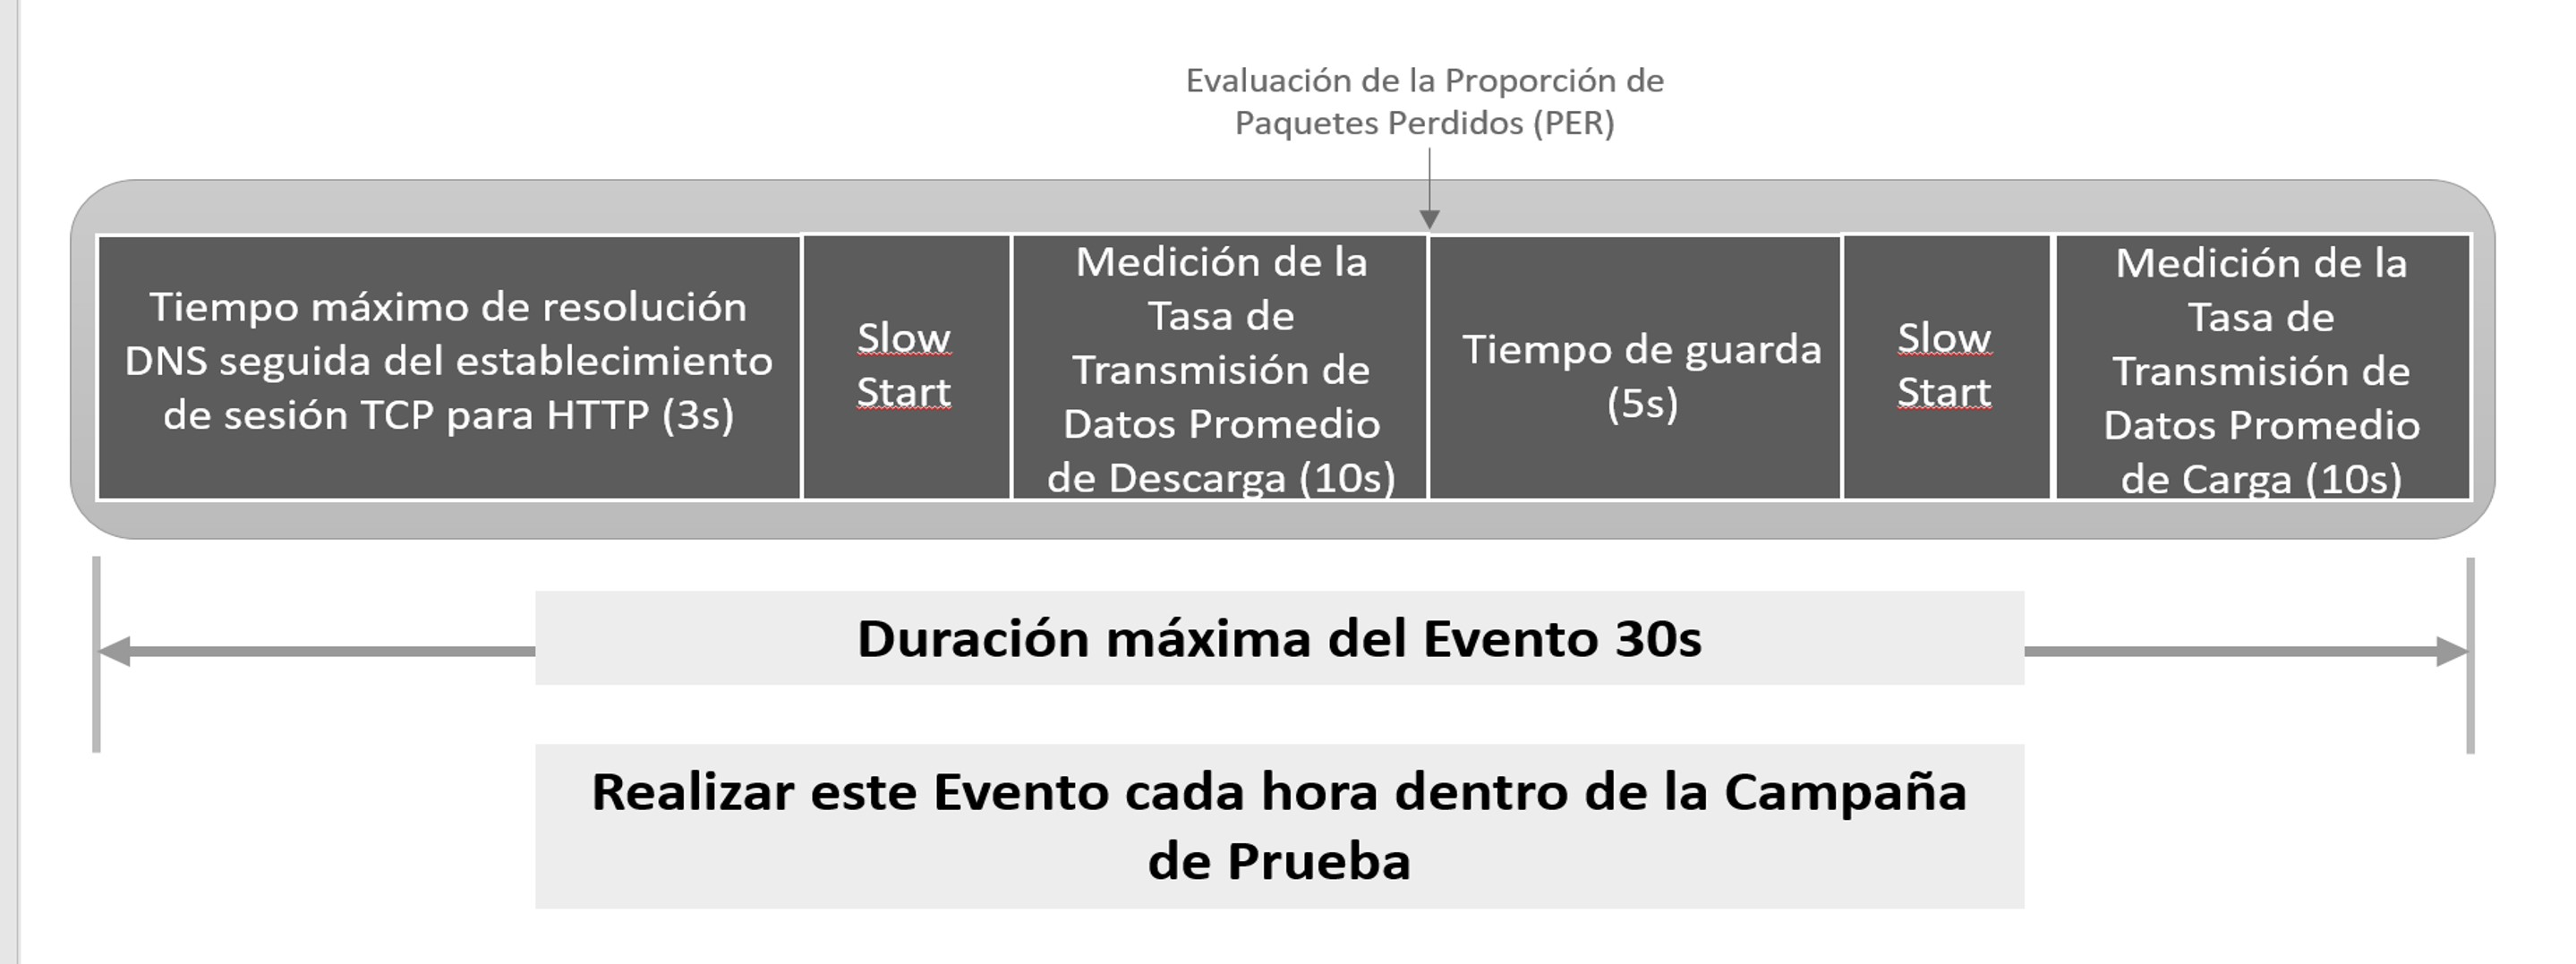 Evaluación de la Proporción de
Paquetes Perdidos (PER)
Tiempo máximo de resolución
DNS seguida del establecimiento
de sesión TCP para HTTP (3s)
Slow
Start
Medición de la
Tasa de
Transmisión de
Datos Promedio
de Descarga (10s)
Tiempo de guarda
(5s)
Slow
Start
Medición de la
Tasa de
Transmisión de
Datos Promedio
de Carga (10s)
Duración máxima del Evento 30s
Realizar este Evento cada hora dentro de la Campaña
de Prueba